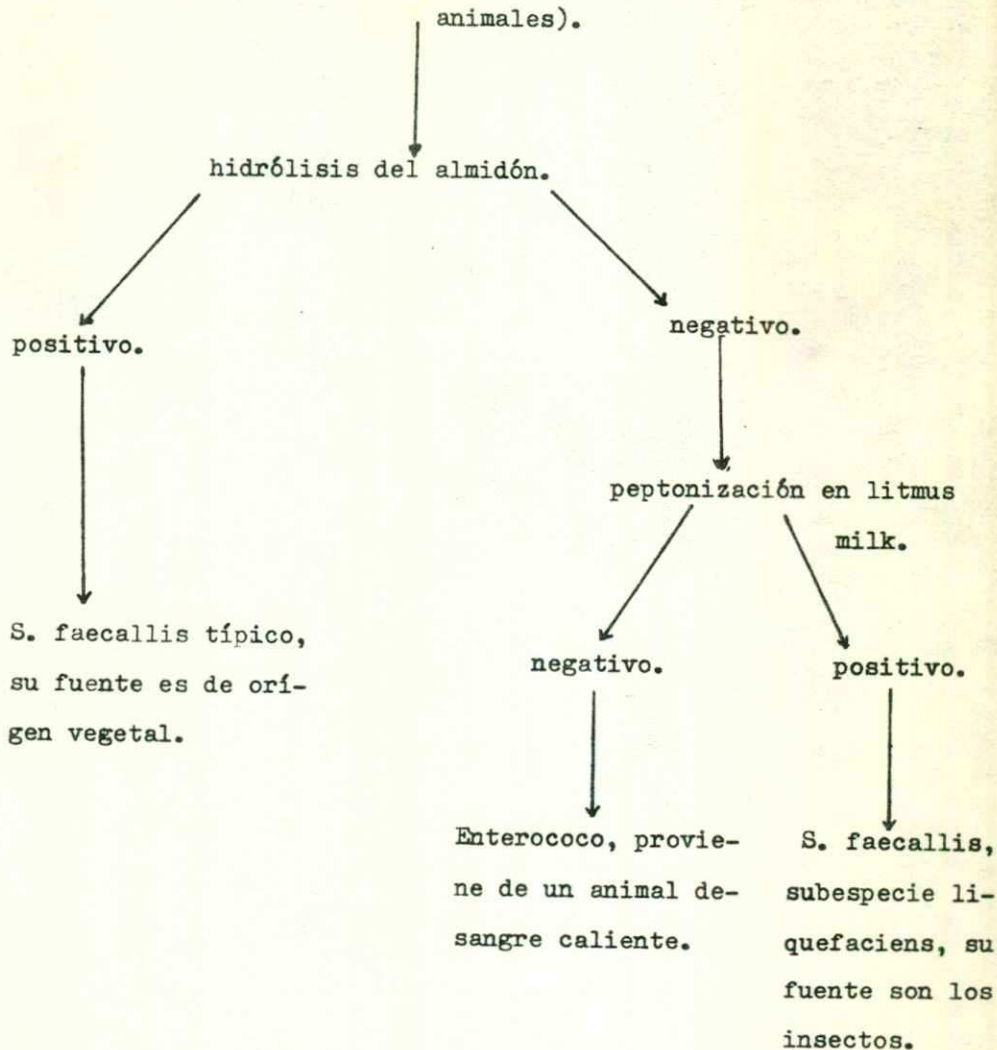 animales).
hidrólisis del almidón.
positivo.
negativo.
peptonización en litmus
milk.
negativo.
positivo.
S. faecallis típico,
su fuente es de orí-
gen vegetal.
Enterococo, provie-
ne de un animal de-
sangre caliente.
S. faecallis,
subespecie li-
quefaciens, su
fuente son los
insectos.